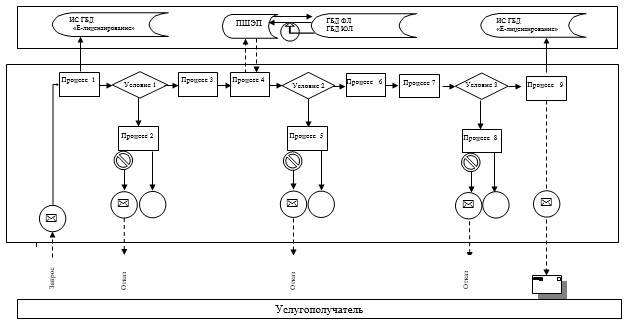 ИС ГБД
«Е-лицензирование»
ПШЭП
ГБД ФЛ
ГБД ЮЛ
ИС ГБД
«Е-лицензирование»
Процесс 1
Условие 1
Процесс 3
Процесс 4
Условие 2
Процесс 6
Процесс 7
Условие 3
Процесс 9
Процесс 2
Процесс 5
Процесс 8
Запрос
Отказ
Отказ
Отказ
Услугополучатель